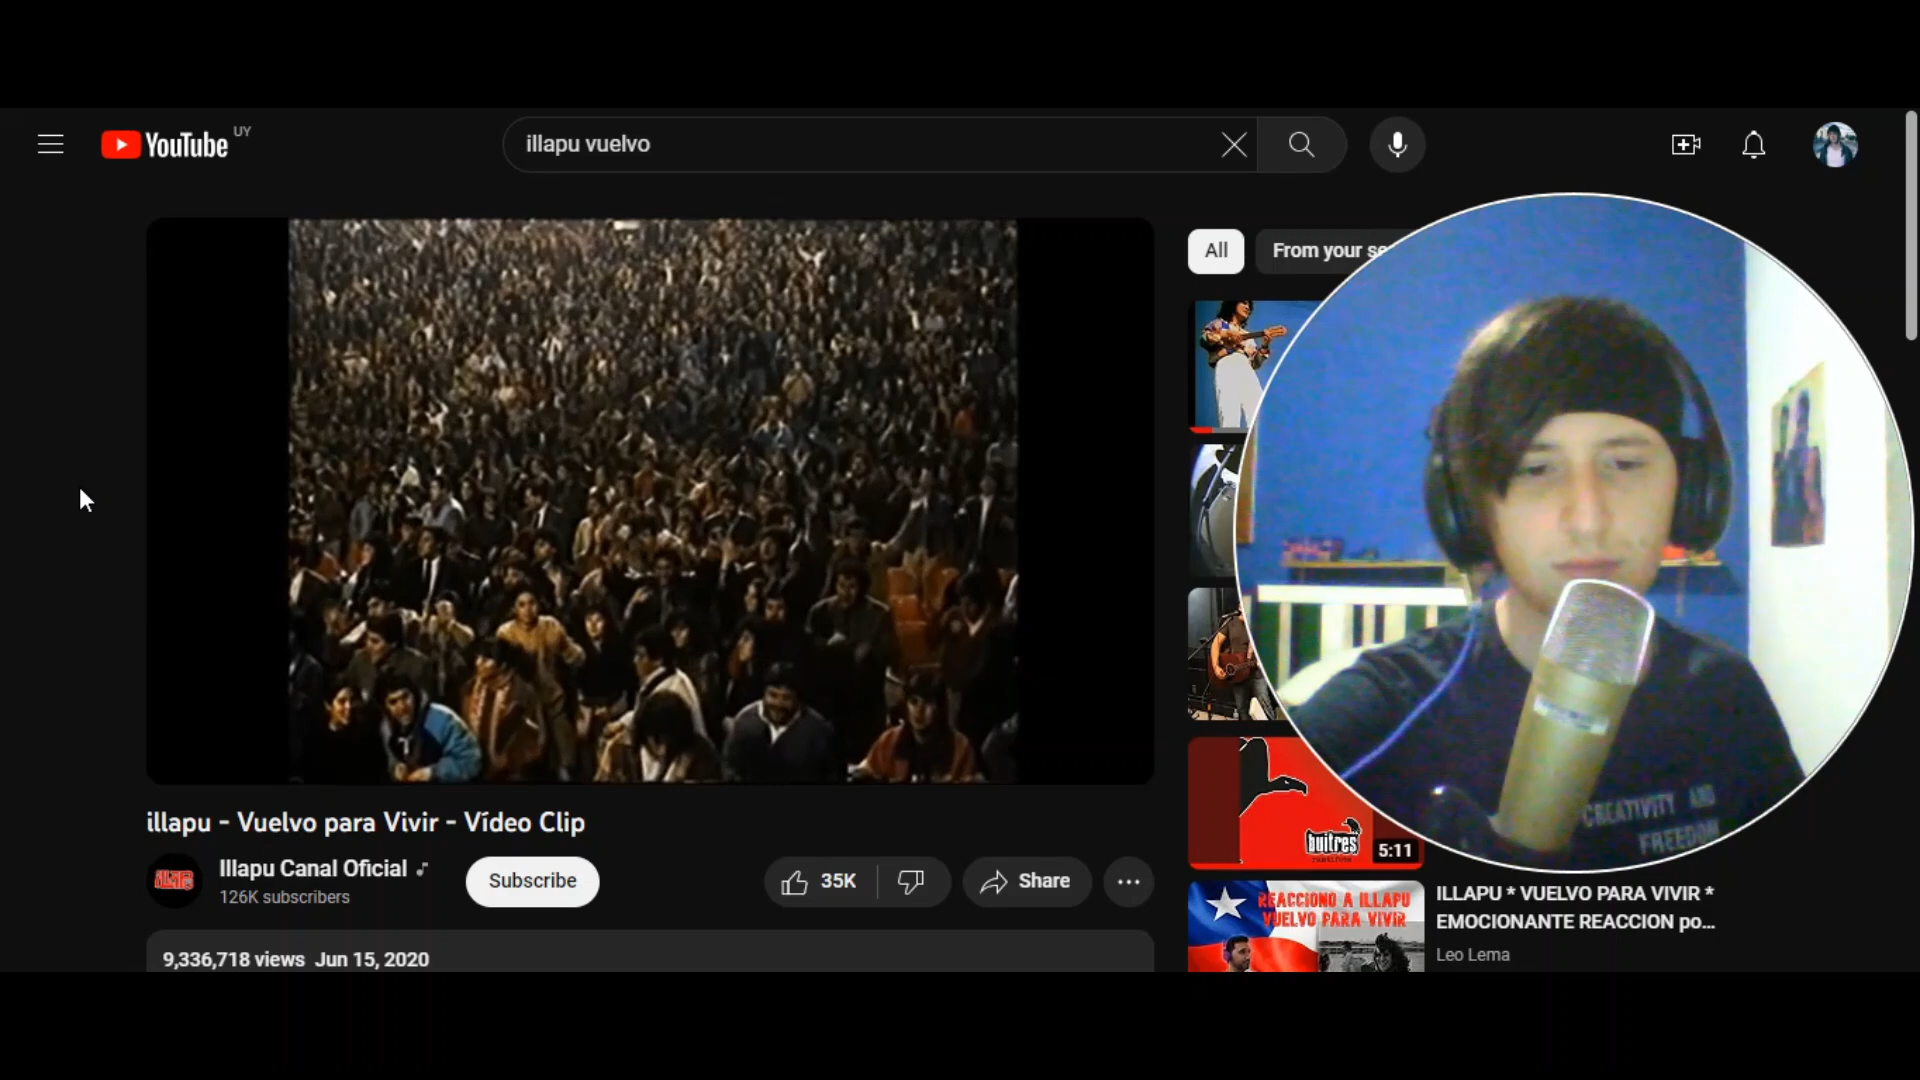 YouTube UY
illapu vuelvo
All
From your se
illapu - Vuelvo para Vivir - Vídeo Clip
Illapu Canal Oficial
126K subscribers
Subscribe
35K
Share
9,336,718 views Jun 15, 2020
buitres
5:11
CREATIVITY AND
FREEDOM
REACCIONO A ILLAPU
VUELVO PARA VIVIR
ILLAPU * VUELVO PARA VIVIR *
EMOCIONANTE REACCION po...
Leo Lema